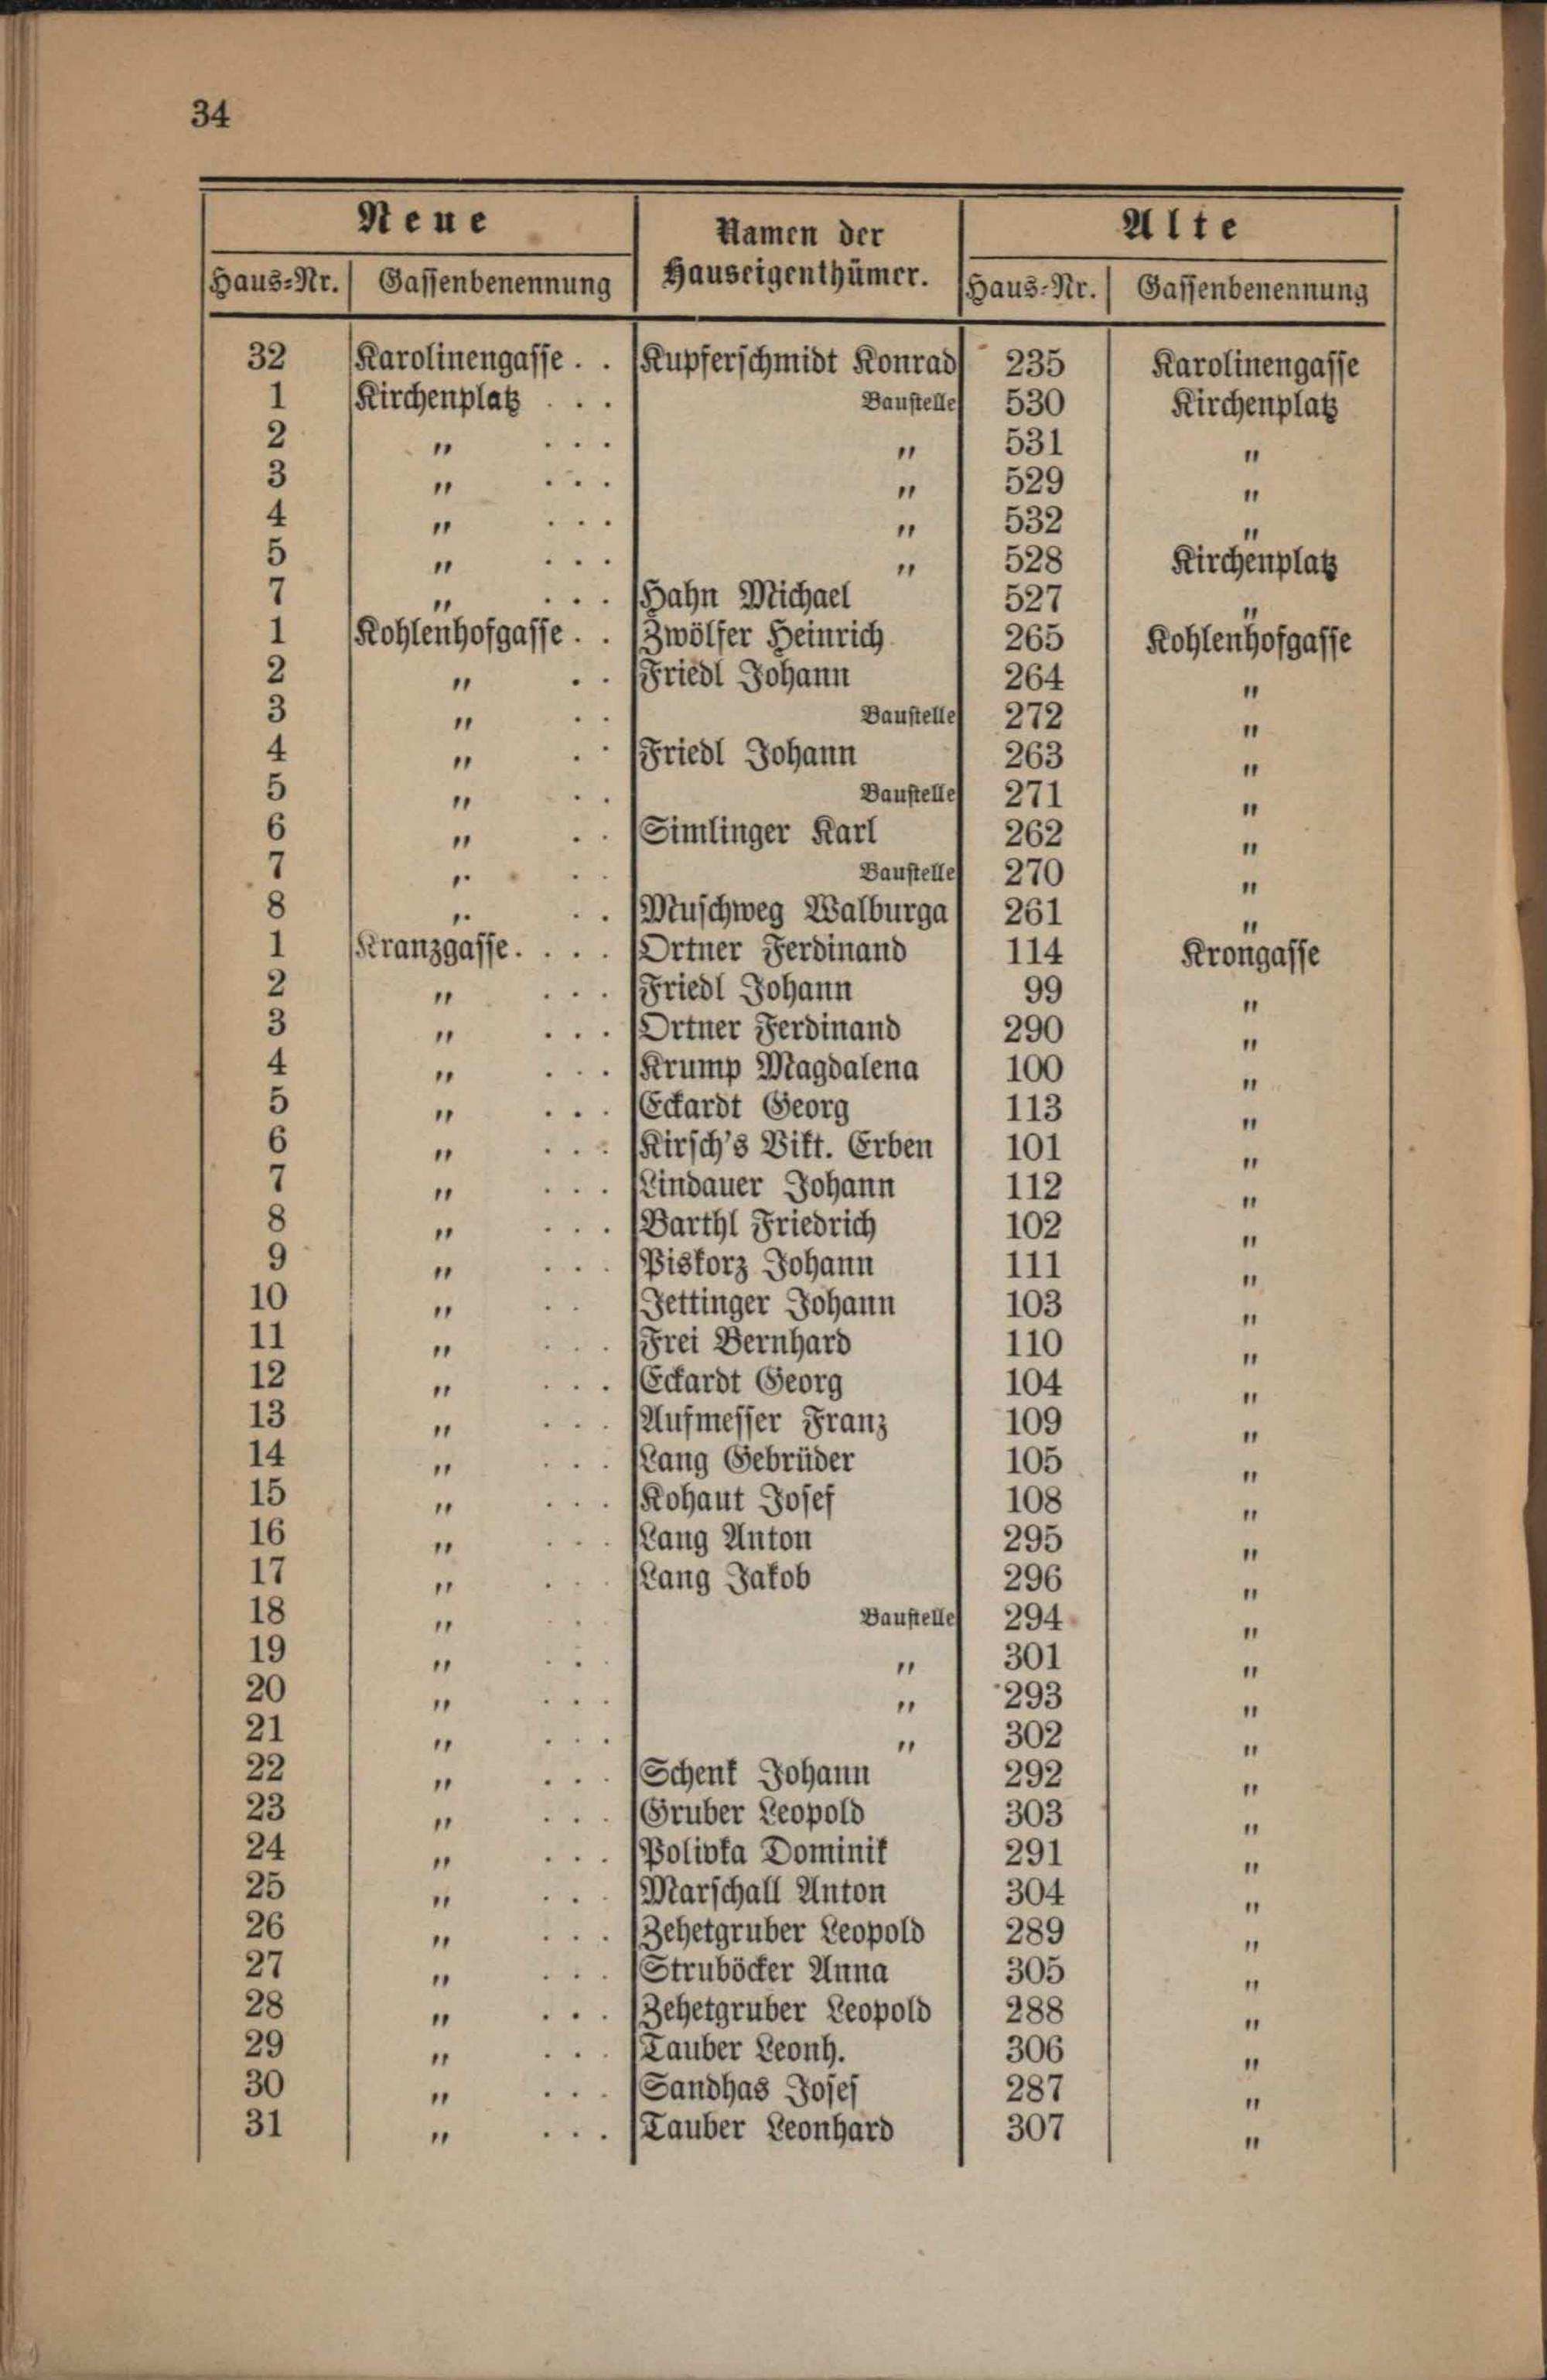 34
Neue Namen der Hauseigenthümer. Alte
Haus-Nr. Gassenbenennung Haus-Nr. Gassenbenennung
32 Karolinengasse . . Kupferschmidt Konrad 235 Karolinengasse
1 Kirchenplatz . . . Baustelle 530 Kirchenplatz
2 " . . . " 531 "
3 " . . . " 529 "
4 " . . . " 532 "
5 " . . . " 528 Kirchenplatz
7 " . . . Hahn Michael 527 "
1 Kohlenhofgasse . . Zwölfer Heinrich 265 Kohlenhofgasse
2 " . . Friedl Johann 264 "
3 " . . Baustelle 272 "
4 " . . Friedl Johann 263 "
5 " . . Baustelle 271 "
6 " . . Simlinger Karl 262 "
7 " . . Baustelle 270 "
8 " . . Muschweg Walburga 261 "
1 Kranzgasse . . . . Ortner Ferdinand 114 Krongasse
2 " . . . Friedl Johann 99 "
3 " . . . Ortner Ferdinand 290 "
4 " . . . Krump Magdalena 100 "
5 " . . . Eckardt Georg 113 "
6 " . . . Kirsch's Vikt. Erben 101 "
7 " . . . Lindauer Johann 112 "
8 " . . . Barthl Friedrich 102 "
9 " . . . Piskorz Johann 111 "
10 " . . Jettinger Johann 103 "
11 " . . . Frei Bernhard 110 "
12 " . . . Eckardt Georg 104 "
13 " . . . Aufmesser Franz 109 "
14 " . . . Lang Gebrüder 105 "
15 " . . . Kohaut Josef 108 "
16 " . . . Lang Anton 295 "
17 " . . . Lang Jakob 296 "
18 " . Baustelle 294 "
19 " . . " 301 "
20 " . . . " 293 "
21 " . . . " 302 "
22 " . . . Schenk Johann 292 "
23 " . . . Gruber Leopold 303 "
24 " . . . Polivka Dominik 291 "
25 " . . . Marschall Anton 304 "
26 " . . . Zehetgruber Leopold 289 "
27 " . . . Struböcker Anna 305 "
28 " . . . Zehetgruber Leopold 288 "
29 " . . . Tauber Leonh. 306 "
30 " . . . Sandhas Josef 287 "
31 " . . . Tauber Leonhard 307 "